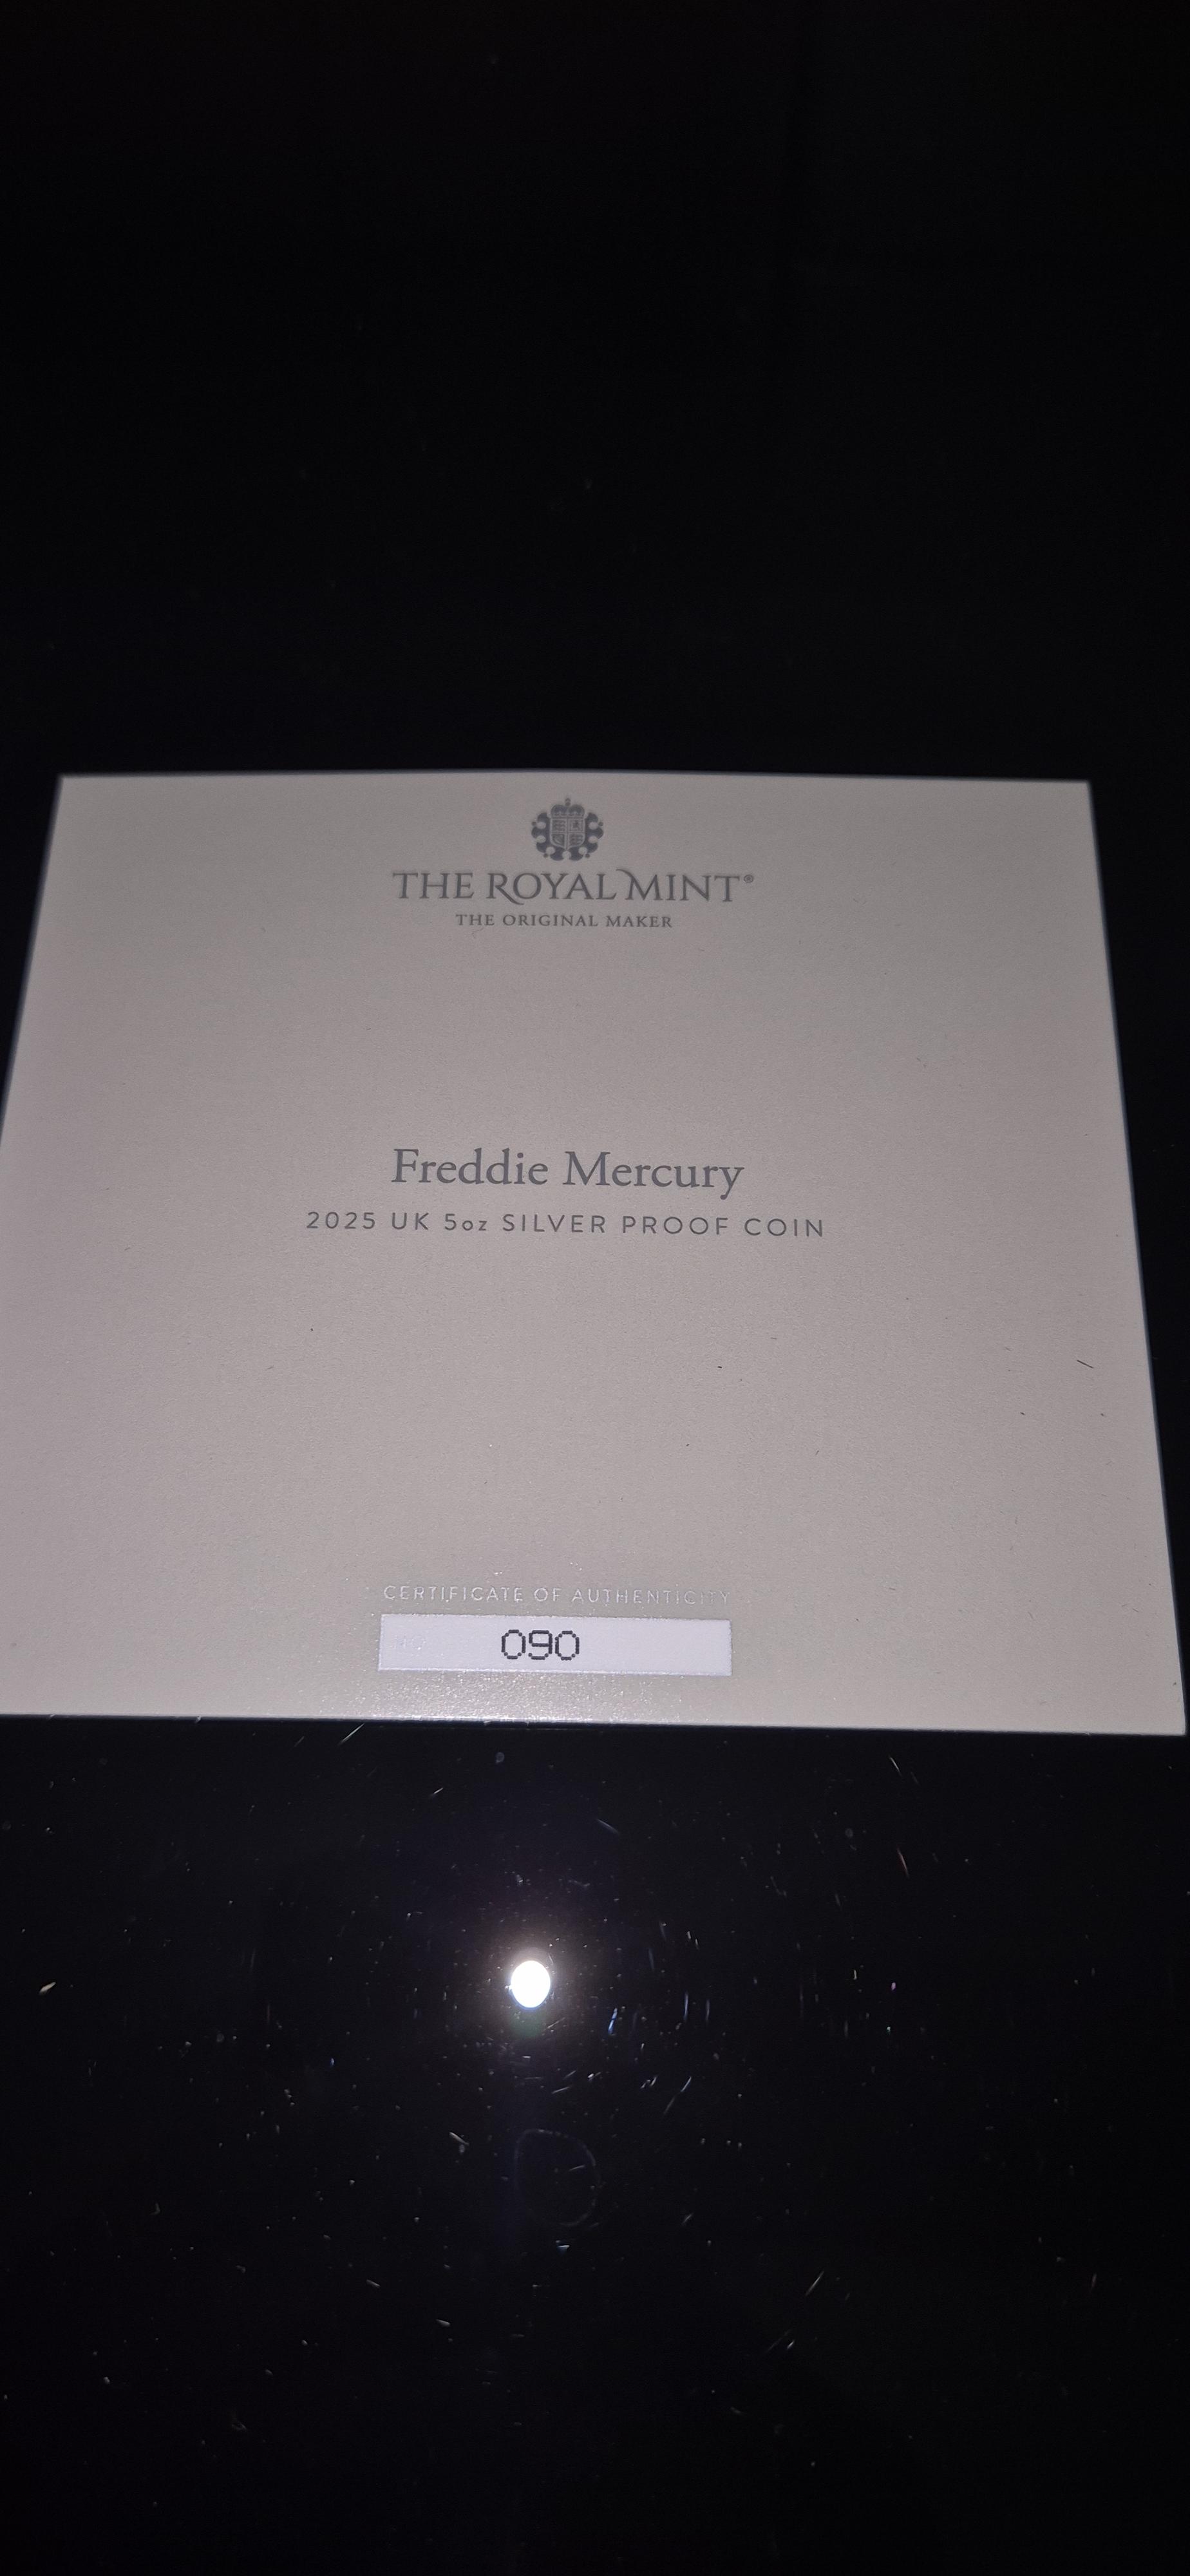 THE ROYAL MINT®
THE ORIGINAL MAKER
Freddie Mercury
2025 UK 5oz SILVER PROOF COIN
CERTIFICATE OF AUTHENTICITY
090